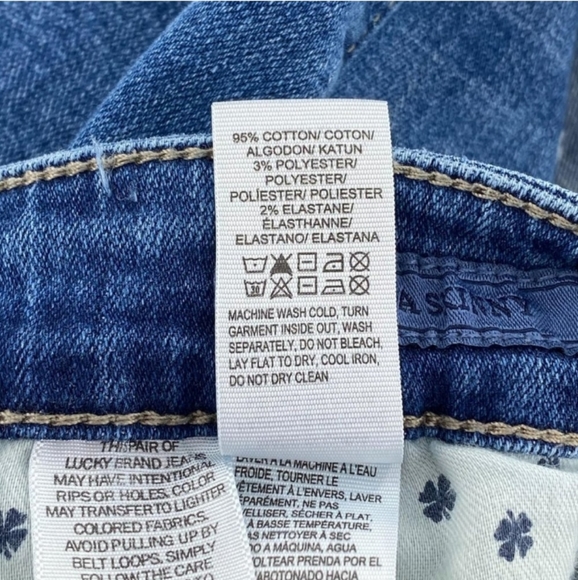 95% COTTON/ COTON/
ALGODON/ KATUN
3% POLYESTER/
POLYESTER/
POLIÉSTER/ POLIESTER
2% ELASTANE/
ÉLASTHANNE/
ELASTANO/ ELASTANA
30
MACHINE WASH COLD, TURN
GARMENT INSIDE OUT, WASH
SEPARATELY, DO NOT BLEACH,
LAY FLAT TO DRY, COOL IRON,
DO NOT DRY CLEAN
A SKINNY
THIS PAIR OF
LUCKY BRAND JEANS
MAY HAVE INTENTIONAL
RIPS OR HOLES. COLOR
MAY TRANSFER TO LIGHTER
COLORED FABRICS.
AVOID PULLING UP BY
BELT LOOPS. SIMPLY
LAVER À LA MACHINE À L'EAU
FROIDE, TOURNER LE
VÊTEMENT À L'ENVERS, LAVER
SÉPARÉMENT, NE PAS
SÉCHER À PLAT,
À BASSE TEMPÉRATURE,
PAS NETTOYER À SEC
MÁQUINA, AGUA
ABOTONADO HACIA